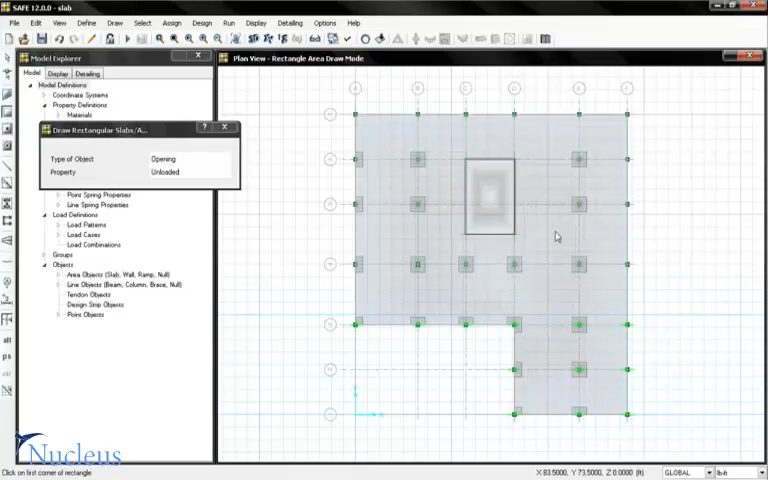 SAFE 12.0.0 - slab
File Edit View Define Draw Select Assign Design Run Display Detailing Options Help
Model Explorer
Model Display Detailing
Model Definitions
Coordinate Systems
Property Definitions
Materials
Draw Rectangular Slabs/A...
Type of Object Opening
Property Unloaded
Point Spring Properties
Line Spring Properties
Load Definitions
Load Patterns
Load Cases
Load Combinations
Groups
Objects
Area Objects (Slab, Wall, Ramp, Null)
Line Objects (Beam, Column, Brace, Null)
Tendon Objects
Design Strip Objects
Point Objects
Plan View - Rectangle Area Draw Mode
all
ps
Nucleus
Click on first corner of rectangle
X 83.5000, Y 73.5000, Z 0.0000 (ft)
GLOBAL
lb-ft